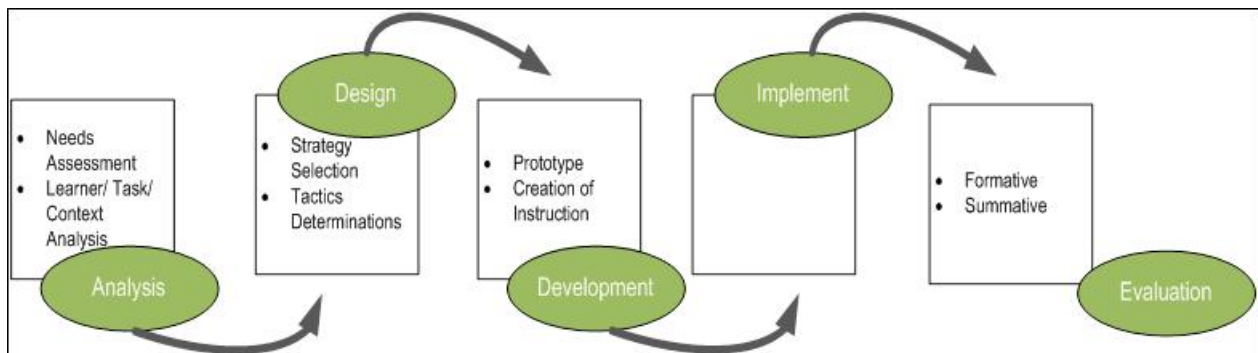 • Needs
Assessment
• Learner/ Task/
Context
Analysis
Analysis
Design
• Strategy
Selection
• Tactics
Determinations
• Prototype
• Creation of
Instruction
Development
Implement
• Formative
• Summative
Evaluation